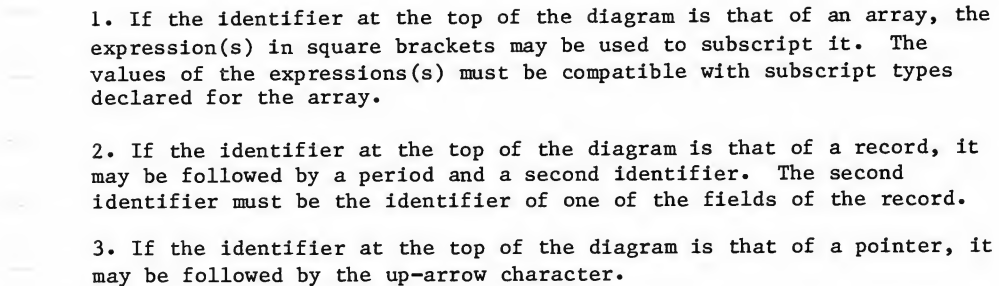 1. If the identifier at the top of the diagram is that of an array, the
expression(s) in square brackets may be used to subscript it. The
values of the expressions(s) must be compatible with subscript types
declared for the array.
2. If the identifier at the top of the diagram is that of a record, it
may be followed by a period and a second identifier. The second
identifier must be the identifier of one of the fields of the record.
3. If the identifier at the top of the diagram is that of a pointer, it
may be followed by the up-arrow character.